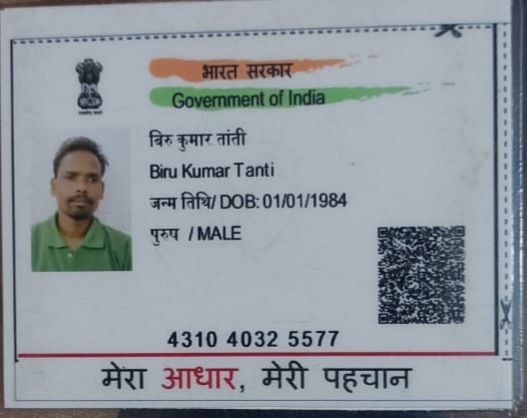 भारत सरकार
Government of India
बिरु कुमार तांती
Biru Kumar Tanti
जन्म तिथि/ DOB: 01/01/1984
पुरुष / MALE
4310 4032 5577
मेरा आधार, मेरी पहचान